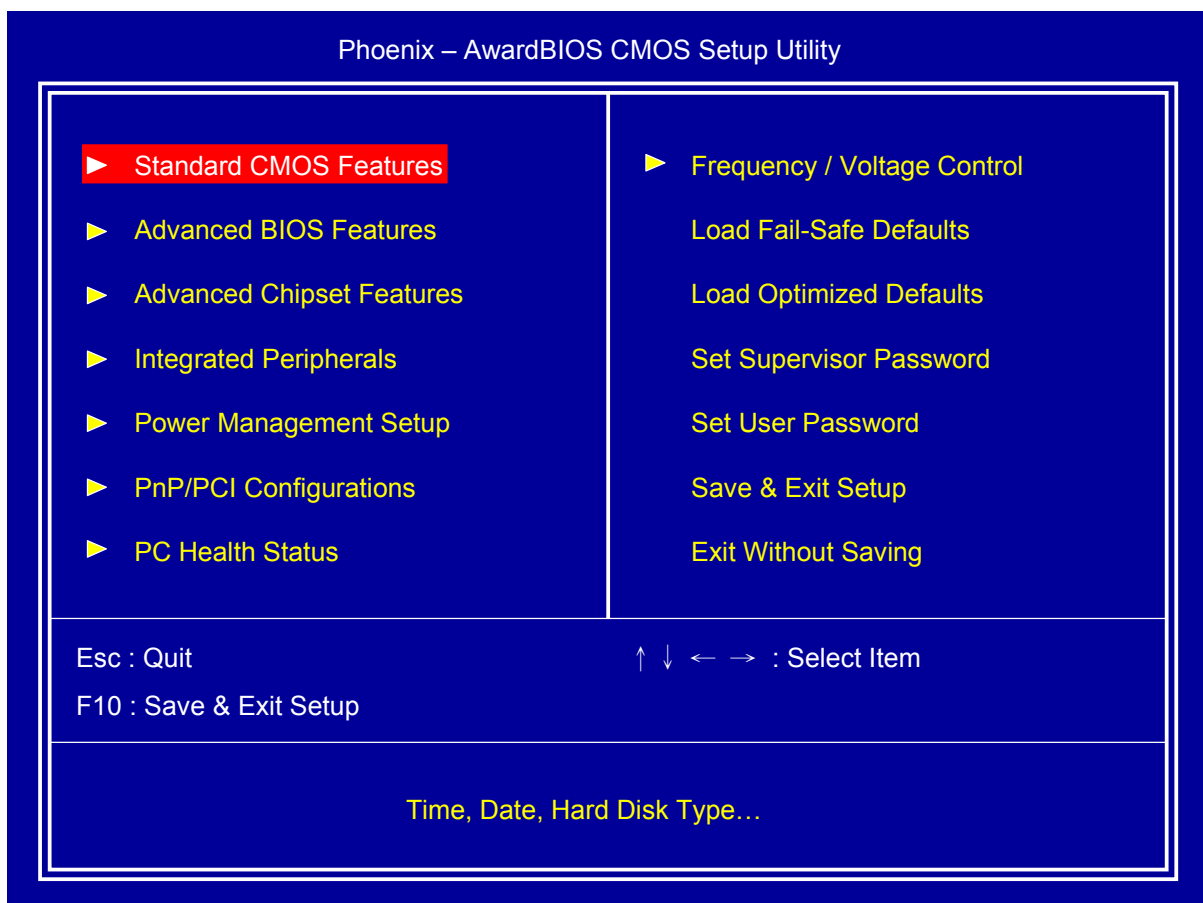 Phoenix – AwardBIOS CMOS Setup Utility
Standard CMOS Features
Advanced BIOS Features
Advanced Chipset Features
Integrated Peripherals
Power Management Setup
PnP/PCI Configurations
PC Health Status
Frequency / Voltage Control
Load Fail-Safe Defaults
Load Optimized Defaults
Set Supervisor Password
Set User Password
Save & Exit Setup
Exit Without Saving
Esc : Quit
↑ ↓ ← → : Select Item
F10 : Save & Exit Setup
Time, Date, Hard Disk Type…